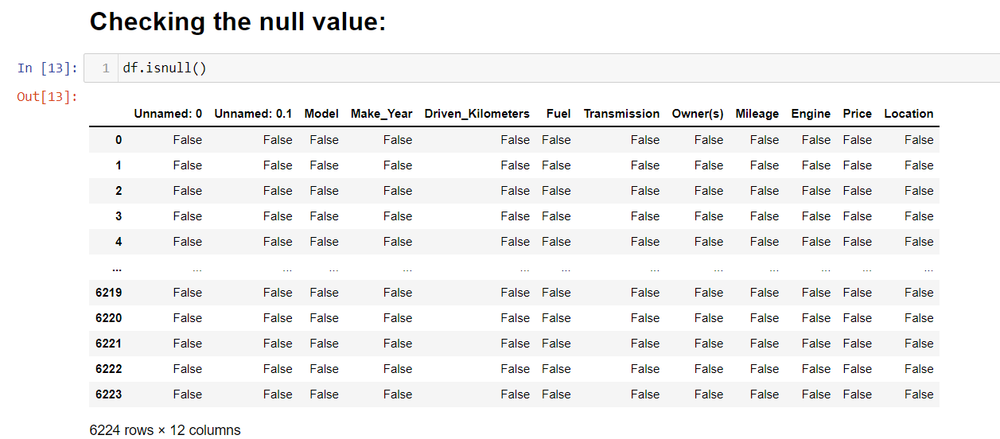 Checking the null value:
In [13]: 1 df.isnull()
Out[13]:
Unnamed: 0 Unnamed: 0.1 Model Make_Year Driven_Kilometers Fuel Transmission Owner(s) Mileage Engine Price Location
0 False False False False False False False False False False False False
1 False False False False False False False False False False False False
2 False False False False False False False False False False False False
3 False False False False False False False False False False False False
4 False False False False False False False False False False False False
... ... ... ... ... ... ... ... ... ... ... ... ...
6219 False False False False False False False False False False False False
6220 False False False False False False False False False False False False
6221 False False False False False False False False False False False False
6222 False False False False False False False False False False False False
6223 False False False False False False False False False False False False
6224 rows × 12 columns